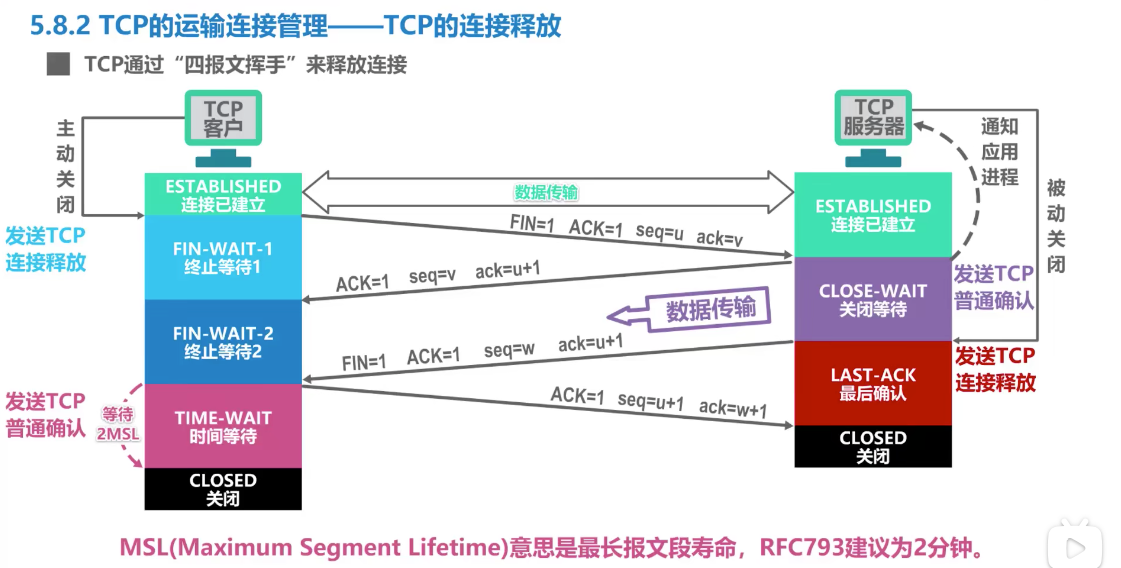 5.8.2 TCP的运输连接管理——TCP的连接释放
TCP通过“四报文挥手”来释放连接
TCP
客户
TCP
服务器
主动关闭
通知
应用
进程
被动关闭
ESTABLISHED
连接已建立
数据传输
ESTABLISHED
连接已建立
FIN=1 ACK=1 seq=u ack=v
发送TCP
连接释放
FIN-WAIT-1
终止等待1
ACK=1 seq=v ack=u+1
CLOSE-WAIT
关闭等待
发送TCP
普通确认
数据传输
FIN-WAIT-2
终止等待2
FIN=1 ACK=1 seq=w ack=u+1
LAST-ACK
最后确认
发送TCP
连接释放
发送TCP
普通确认
等待
2MSL
TIME-WAIT
时间等待
ACK=1 seq=u+1 ack=w+1
CLOSED
关闭
CLOSED
关闭
MSL(Maximum Segment Lifetime)意思是最长报文段寿命，RFC793建议为2分钟。